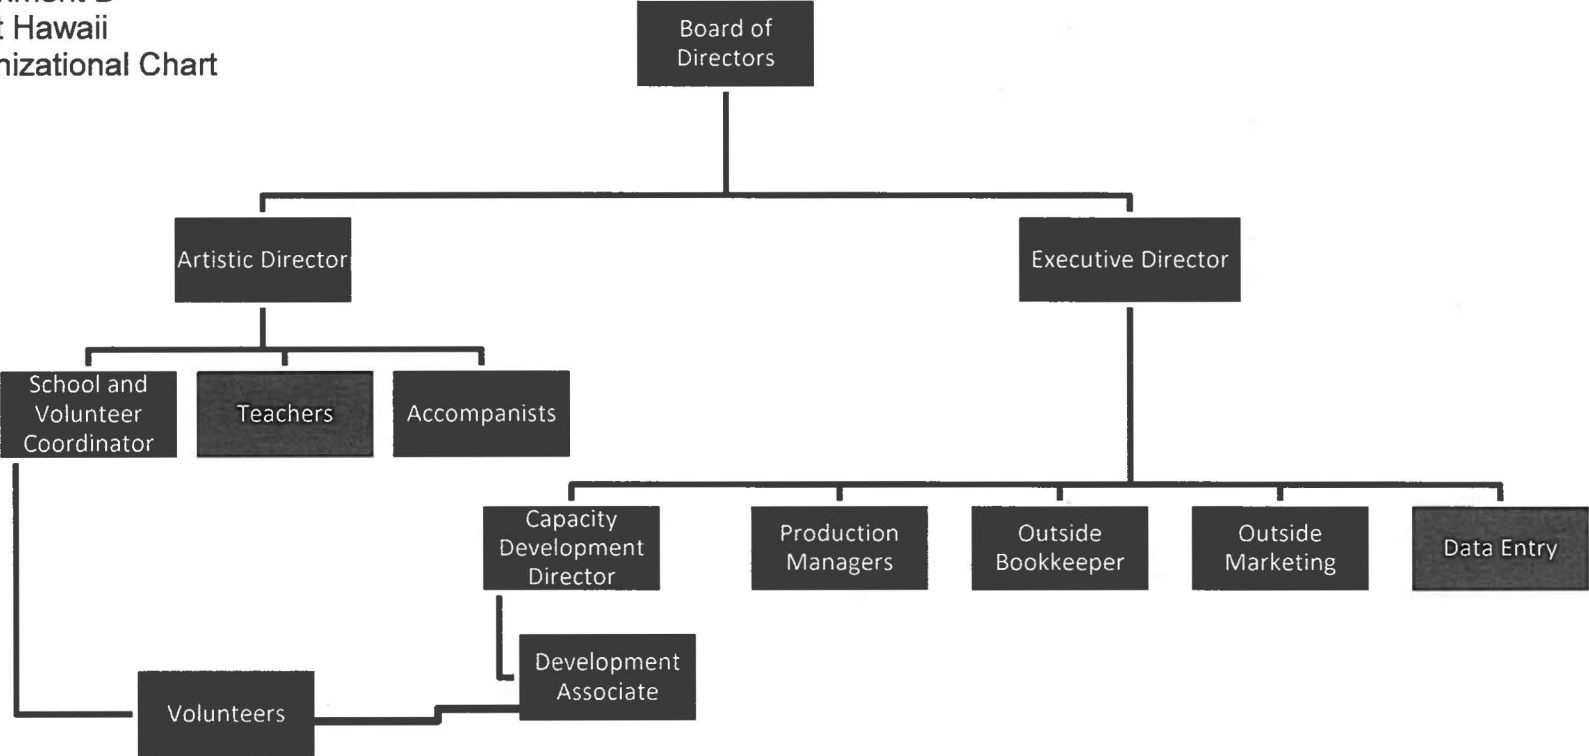 Hawaii
Organizational Chart
Board of
Directors
Artistic Director
Executive Director
School and
Volunteer
Coordinator
Teachers
Accompanists
Capacity
Development
Director
Production
Managers
Outside
Bookkeeper
Outside
Marketing
Data Entry
Development
Associate
Volunteers